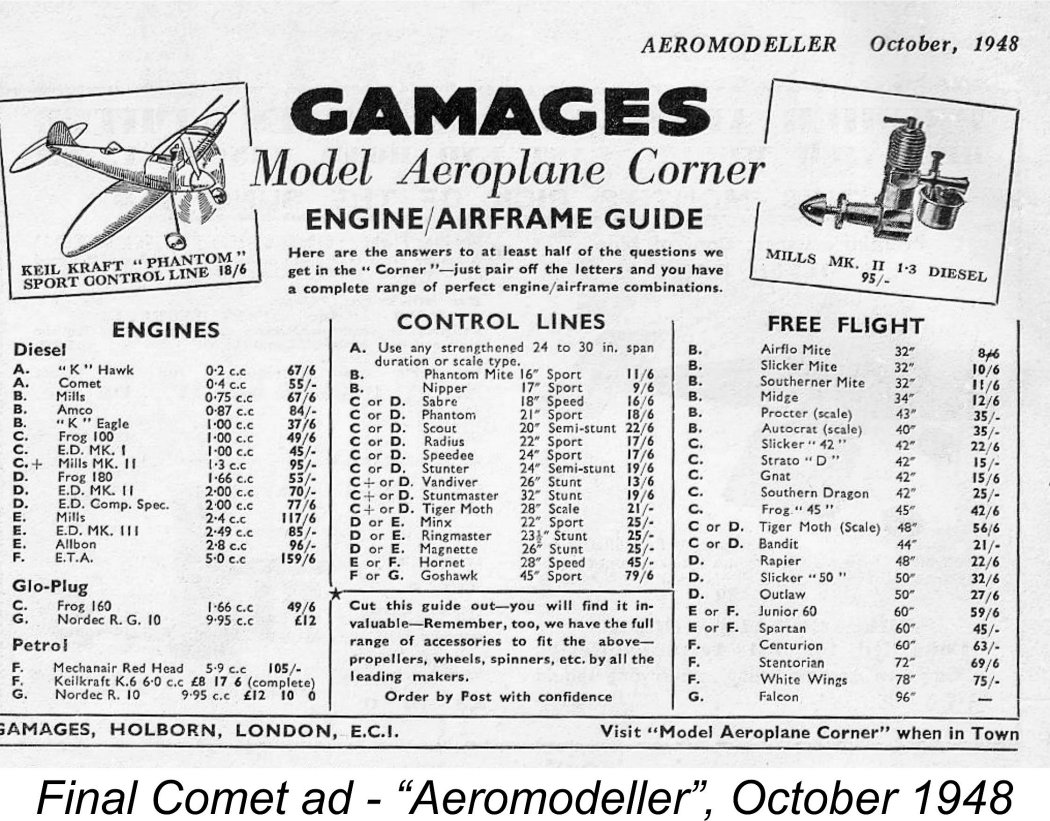 AEROMODELLER October, 1948
GAMAGES
Model Aeroplane Corner
ENGINE/AIRFRAME GUIDE
Here are the answers to at least half of the questions we
get in the "Corner"—just pair off the letters and you have
a complete range of perfect engine/airframe combinations.
KEIL KRAFT "PHANTOM"
SPORT CONTROL LINE 18/6
MILLS MK. II 1·3 DIESEL
95/-
ENGINES
Diesel
A. "K" Hawk 0·2 c.c 67/6
A. Comet 0·4 c.c 55/-
B. Mills 0·75 c.c 67/6
B. Amco 0·87 c.c 84/-
B. "K" Eagle 1·00 c.c 37/6
C. Frog 100 1·00 c.c 49/6
C. E.D. MK. I 1·00 c.c 45/-
C.+ Mills MK. II 1·3 c.c 95/-
D. Frog 180 1·66 c.c 55/-
D. E.D. MK. II 2·00 c.c 70/-
D. E.D. Comp. Spec. 2·00 c.c 77/6
E. Mills 2·4 c.c 117/6
E. E.D. MK. III 2·49 c.c 85/-
E. Allbon 2·8 c.c 96/-
F. E.T.A. 5·0 c.c 159/6
Glo-Plug
C. Frog 160 1·66 c.c 49/6
G. Nordec R. G. 10 9·95 c.c £12
Petrol
F. Mechanair Red Head 5·9 c.c 105/-
F. Keilkraft K.6 6·0 c.c £8 17 6 (complete)
G. Nordec R. 10 9·95 c.c £12 10 0
CONTROL LINES
A. Use any strengthened 24 to 30 in. span
duration or scale type.
B. Phantom Mite 16" Sport 11/6
B. Nipper 17" Sport 9/6
C or D. Sabre 18" Speed 16/6
C or D. Phantom 21" Sport 18/6
C or D. Scout 20" Semi-stunt 22/6
C or D. Radius 22" Sport 17/6
C or D. Speedee 24" Sport 17/6
C or D. Stunter 24" Semi-stunt 19/6
C+ or D. Vandiver 26" Stunt 13/6
C+ or D. Stuntmaster 32" Stunt 19/6
C+ or D. Tiger Moth 28" Scale 21/-
D or E. Minx 22" Sport 25/-
D or E. Ringmaster 23½" Stunt 25/-
D or E. Magnette 26" Stunt 25/-
E or F. Hornet 28" Speed 45/-
F or G. Goshawk 45" Sport 79/6
Cut this guide out—you will find it in-
valuable—Remember, too, we have the full
range of accessories to fit the above—
propellers, wheels, spinners, etc. by all the
leading makers.
Order by Post with confidence
FREE FLIGHT
B. Airflo Mite 32" 8/6
B. Slicker Mite 32" 10/6
B. Southerner Mite 32" 11/6
B. Midge 34" 12/6
B. Procter (scale) 43" 35/-
B. Autocrat (scale) 40" 35/-
C. Slicker "42" 42" 22/6
C. Strato "D" 42" 15/-
C. Gnat 42" 15/6
C. Southern Dragon 42" 25/-
C. Frog "45" 45" 42/6
C or D. Tiger Moth (Scale) 48" 56/6
C or D. Bandit 44" 21/-
D. Rapier 48" 22/6
D. Slicker "50" 50" 32/6
D. Outlaw 50" 27/6
E or F. Junior 60 60" 59/6
E or F. Spartan 60" 45/-
F. Centurion 60" 63/-
F. Stentorian 72" 69/6
F. White Wings 78" 75/-
G. Falcon 96" —
GAMAGES, HOLBORN, LONDON, E.C.I. Visit "Model Aeroplane Corner" when in Town
Final Comet ad - “Aeromodeller”, October 1948